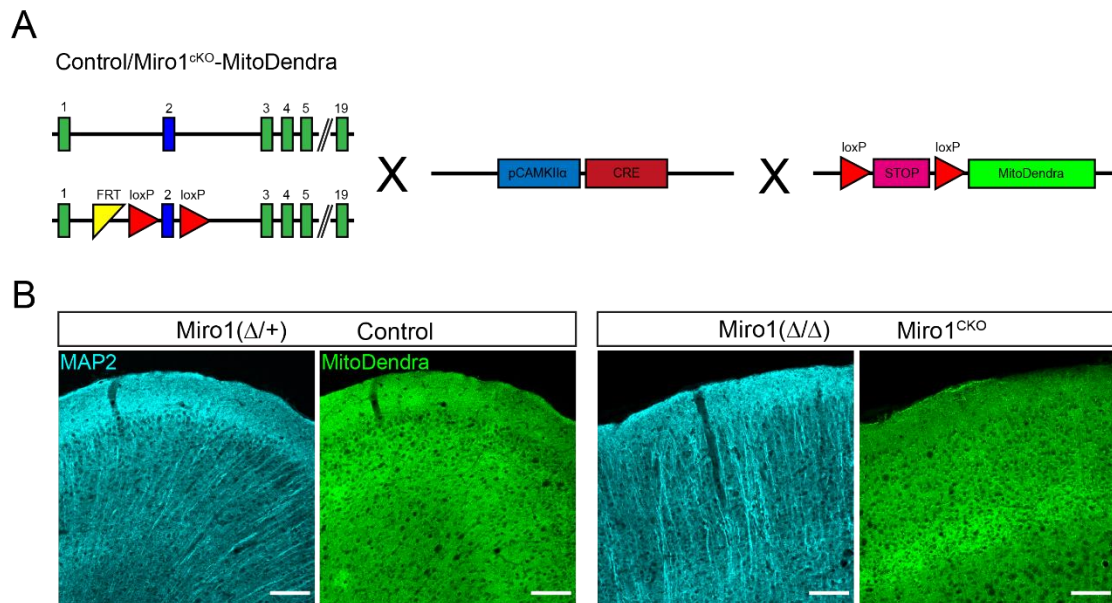 A
Control/Miro1cKO-MitoDendra
1 2 3 4 5 19
loxP loxP
X pCAMKIIα CRE X STOP MitoDendra
1 FRT loxP 2 loxP 3 4 5 19
B
Miro1(Δ/+) Control Miro1(Δ/Δ) Miro1CKO
MAP2 MitoDendra